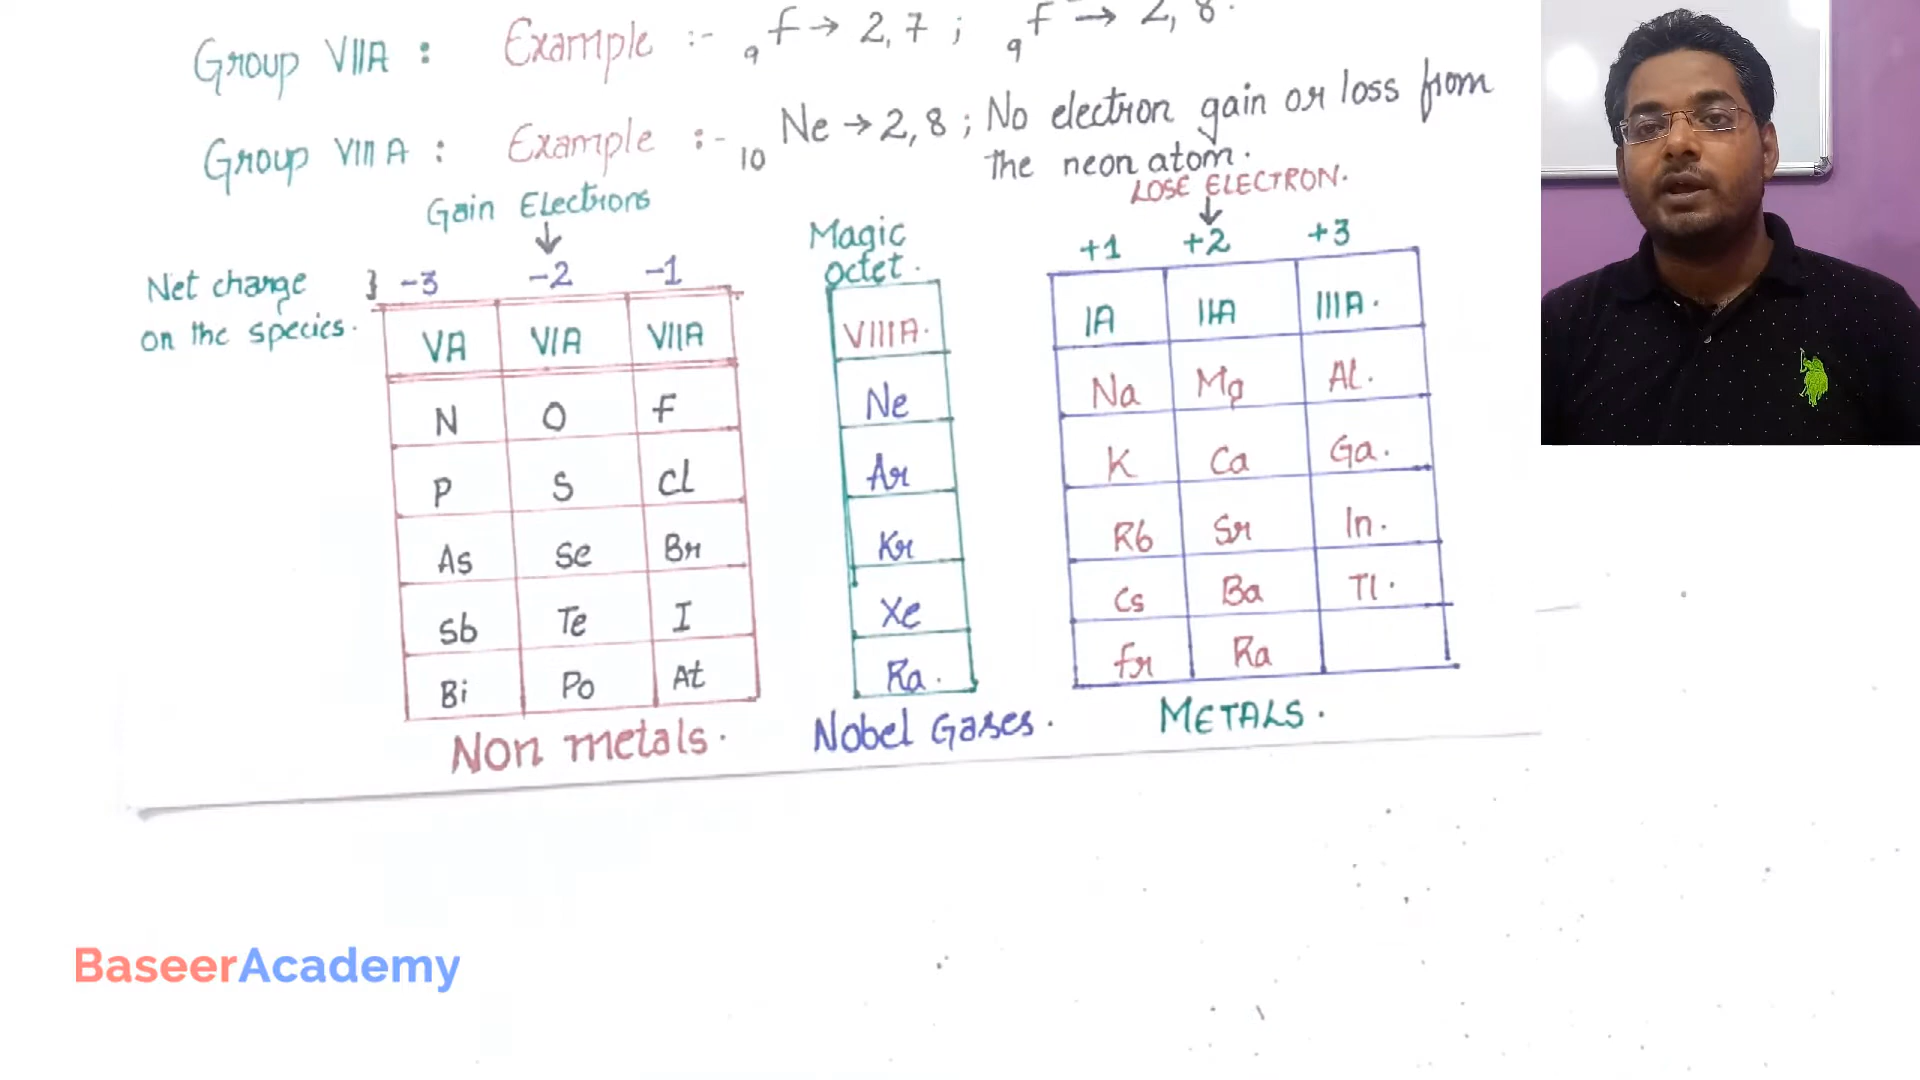 Group VIIA : Example :- ₉F → 2,7 ; ₉F⁻ → 2, 8.
Group VIII A : Example :- ₁₀Ne → 2, 8 ; No electron gain or loss from
the neon atom.
Gain Electrons
↓
Net charge } -3 -2 -1
on the species.
VA VIA VIIA
N O F
P S Cl
As Se Br
Sb Te I
Bi Po At
Non metals.
Magic
octet.
VIIIA.
Ne
Ar
Kr
Xe
Ra.
Nobel Gases.
LOSE ELECTRON.
↓
+1 +2 +3
IA IIA IIIA.
Na Mg Al.
K Ca Ga.
Rb Sr In.
Cs Ba Tl.
Fr Ra
METALS.
BaseerAcademy